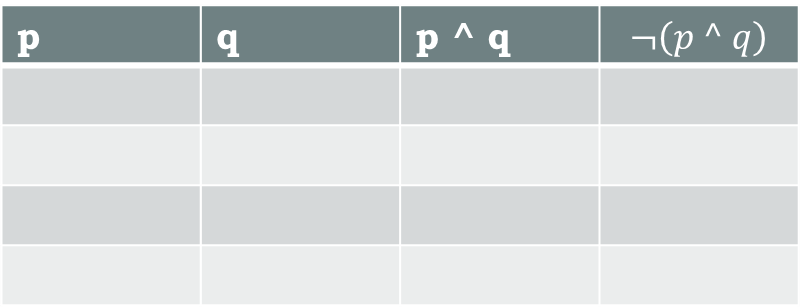 p q p ^ q ¬(p ^ q)